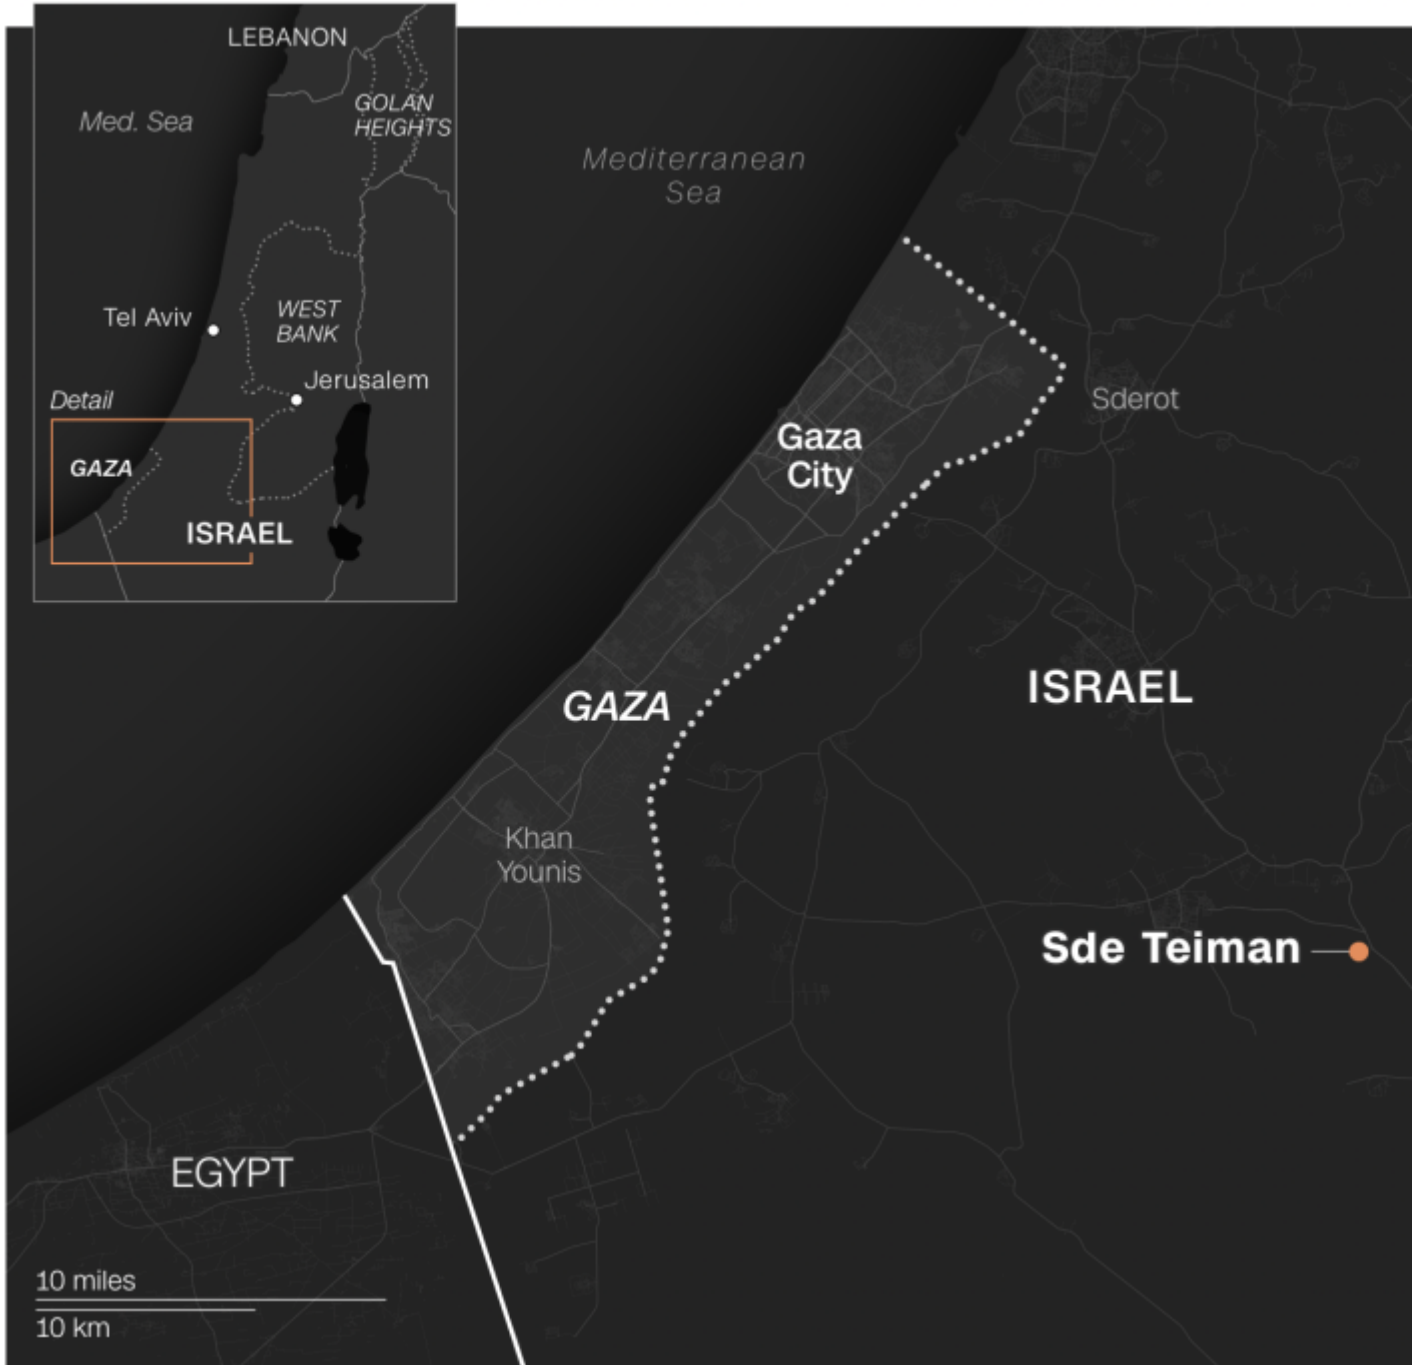 LEBANON
Med. Sea
GOLAN
HEIGHTS
WEST
BANK
Tel Aviv
Jerusalem
Detail
GAZA
ISRAEL
Mediterranean
Sea
Sderot
Gaza
City
ISRAEL
GAZA
Khan
Younis
Sde Teiman
EGYPT
10 miles
10 km